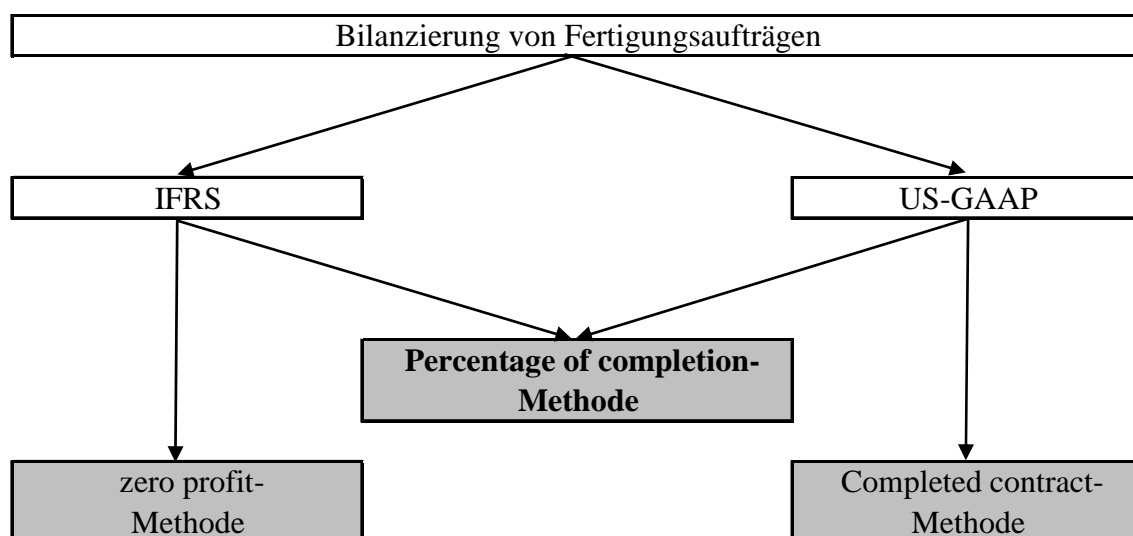 Bilanzierung von Fertigungsaufträgen
IFRS
US-GAAP
Percentage of completion-
Methode
zero profit-
Methode
Completed contract-
Methode